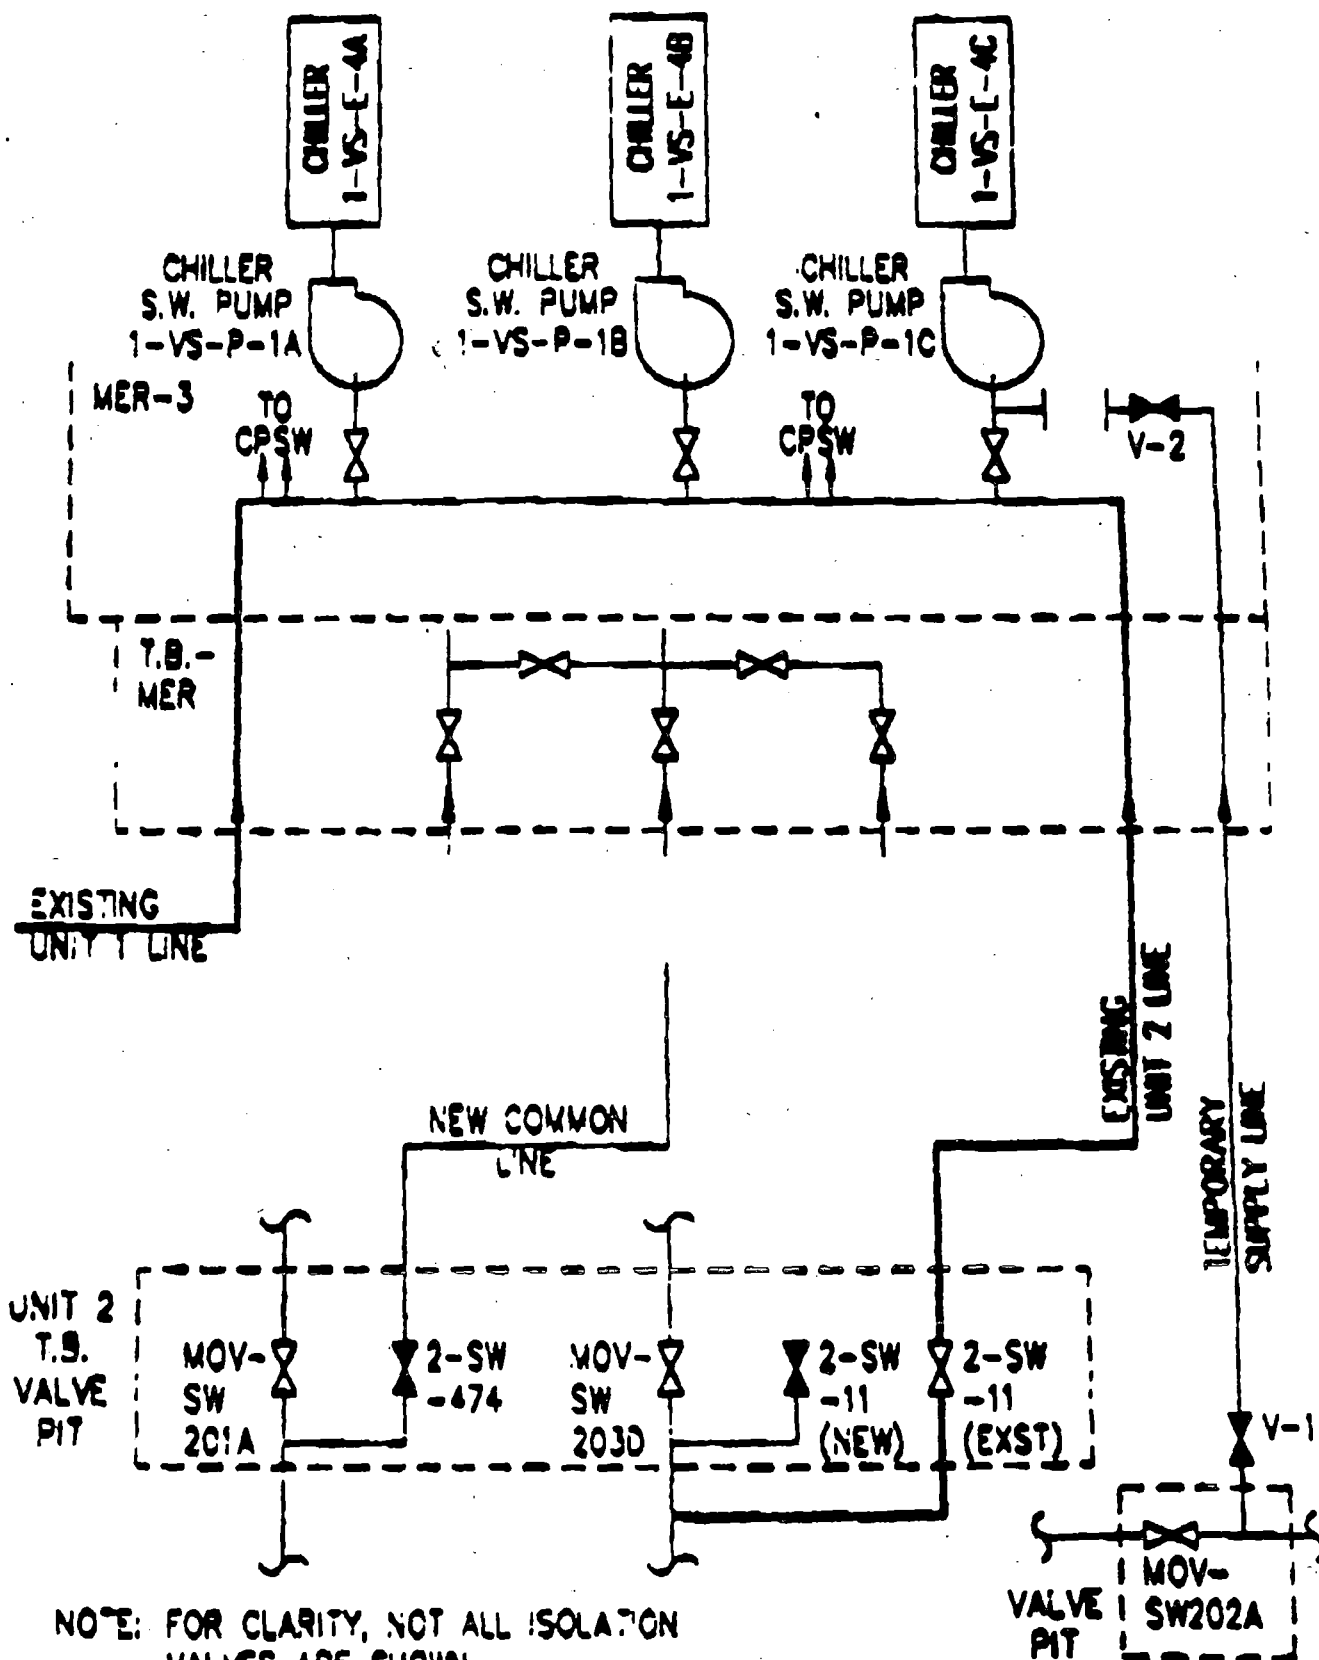 CHILLER
1-VS-E-4A
CHILLER
1-VS-E-4B
CHILLER
1-VS-E-4C
CHILLER
S.W. PUMP
1-VS-P-1A
CHILLER
S.W. PUMP
1-VS-P-1B
CHILLER
S.W. PUMP
1-VS-P-1C
MER-3
TO
CPSW
TO
CPSW
V-2
T.B.-
MER
EXISTING
UNIT 1 LINE
EXISTING
UNIT 2 LINE
NEW COMMON
LINE
TEMPORARY
SUPPLY LINE
UNIT 2
T.B.
VALVE
PIT
MOV-
SW
201A
2-SW
-474
MOV-
SW
203D
2-SW
-11
(NEW)
2-SW
-11
(EXST)
V-1
MOV-
SW202A
VALVE
PIT
NOTE: FOR CLARITY, NOT ALL ISOLATION
VALVES ARE SHOWN